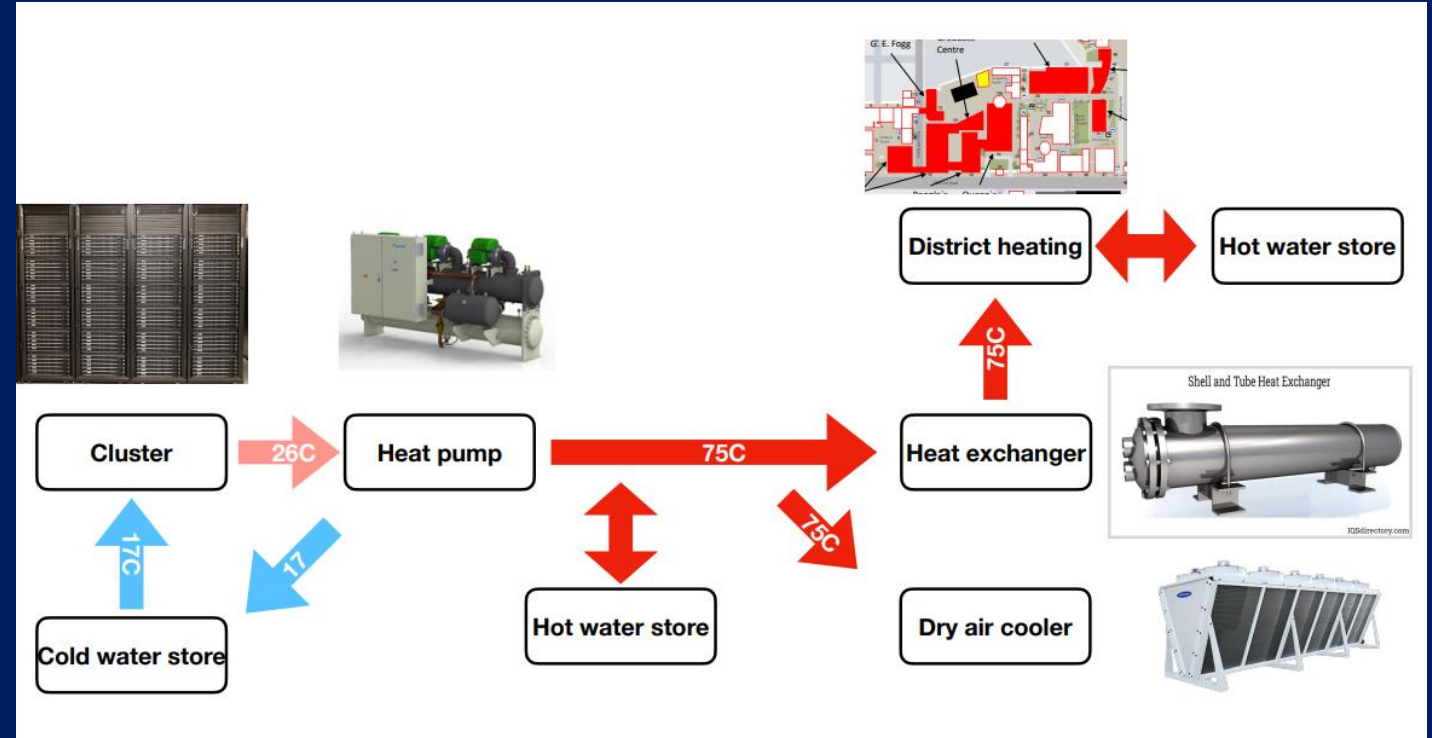 G. E. Fogg
Centre
District heating
Hot water store
75C
Shell and Tube Heat Exchanger
Cluster
26C
Heat pump
75C
Heat exchanger
IQSdirectory.com
17C
17
75C
Cold water store
Hot water store
Dry air cooler